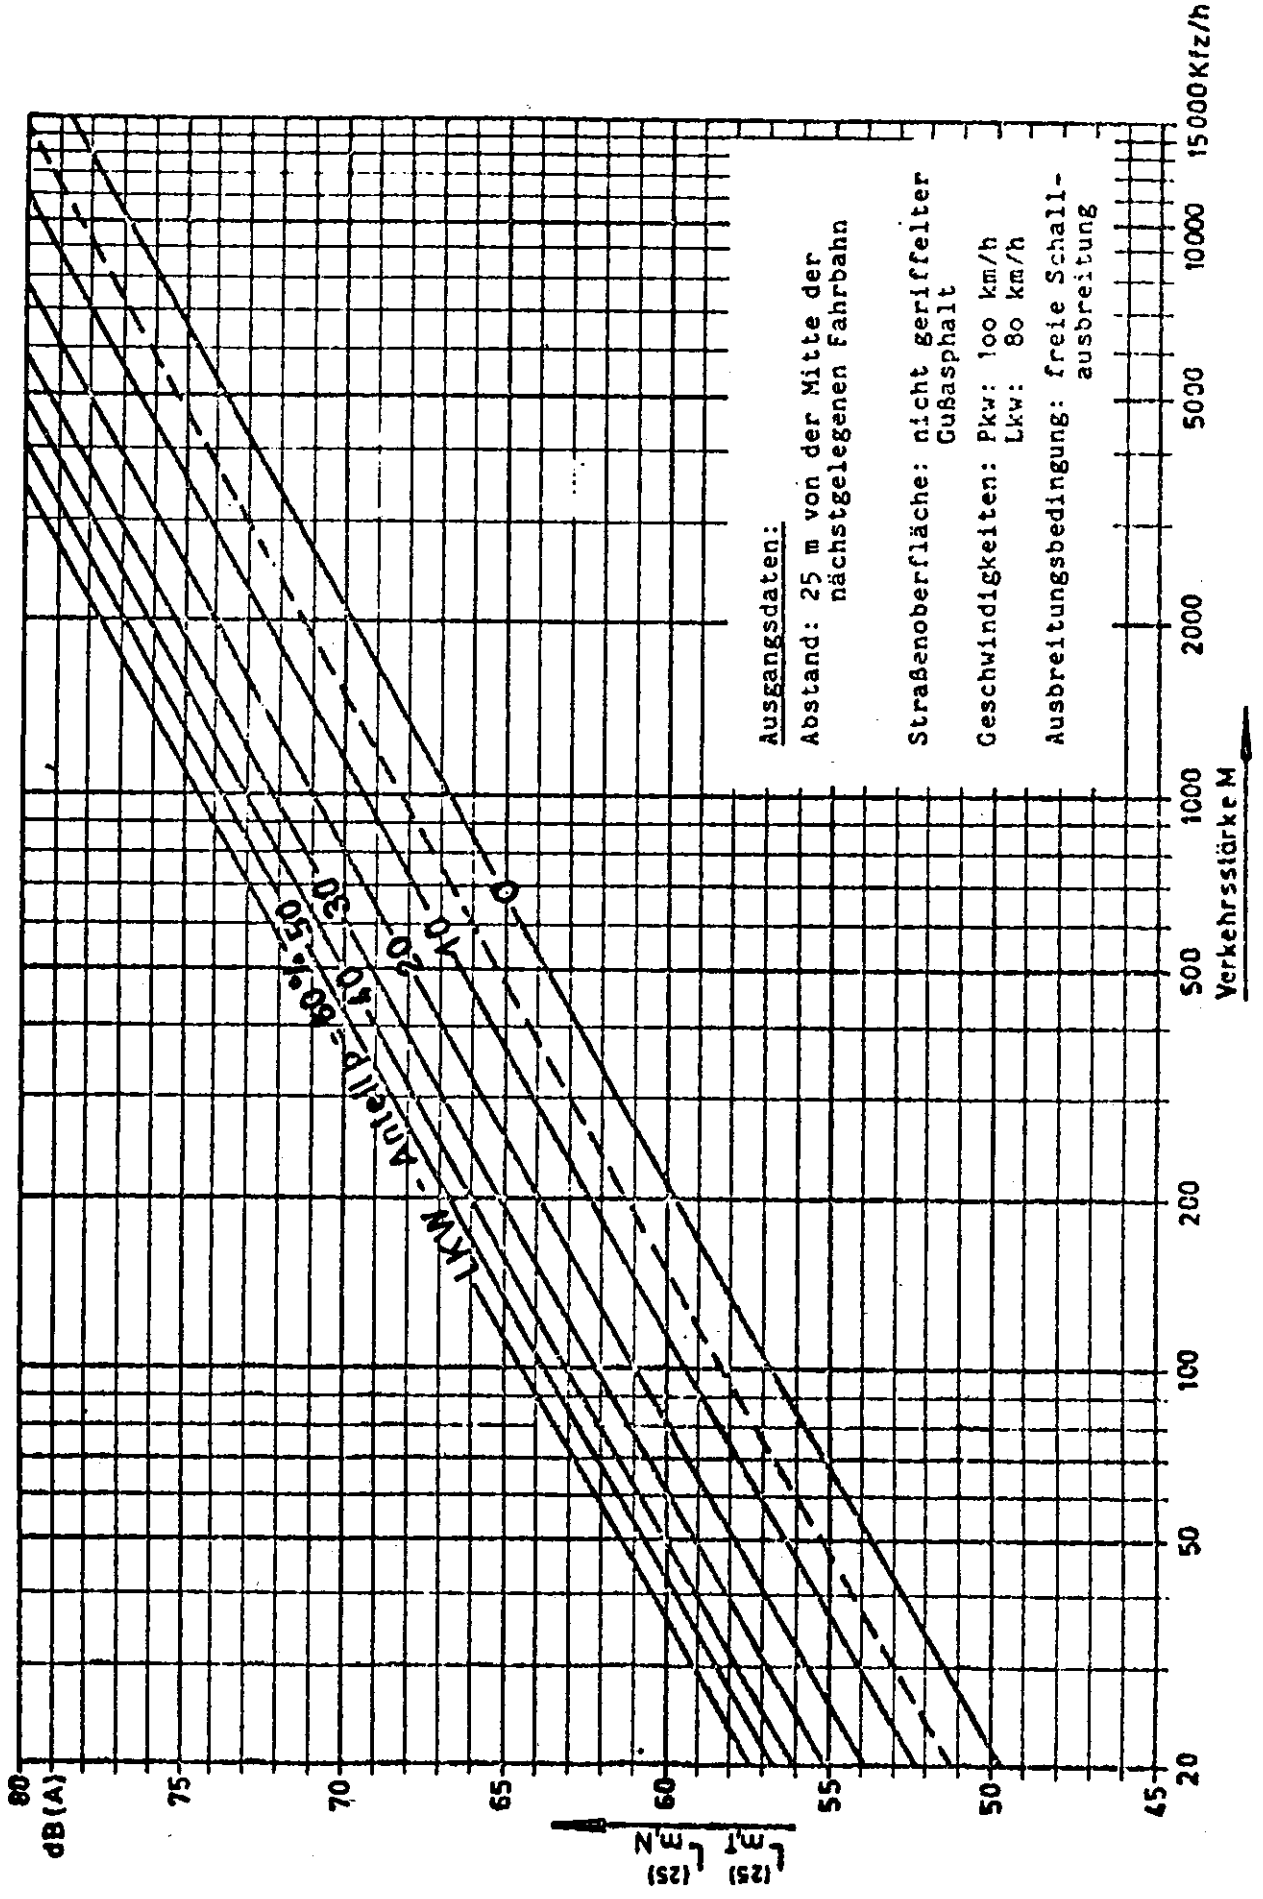 80
dB(A)
75
70
65
60
55
50
45
L m,T (25)
L m,N (25)
LKW - Anteil p = 60 %
50
40
30
20
10
0
Ausgangsdaten:
Abstand: 25 m von der Mitte der
nächstgelegenen Fahrbahn
Straßenoberfläche: nicht geriffelter
Gußasphalt
Geschwindigkeiten: Pkw: 100 km/h
Lkw: 80 km/h
Ausbreitungsbedingung: freie Schall-
ausbreitung
20
50
100
200
500
1000
2000
5000
10000
15000 Kfz/h
Verkehrsstärke M